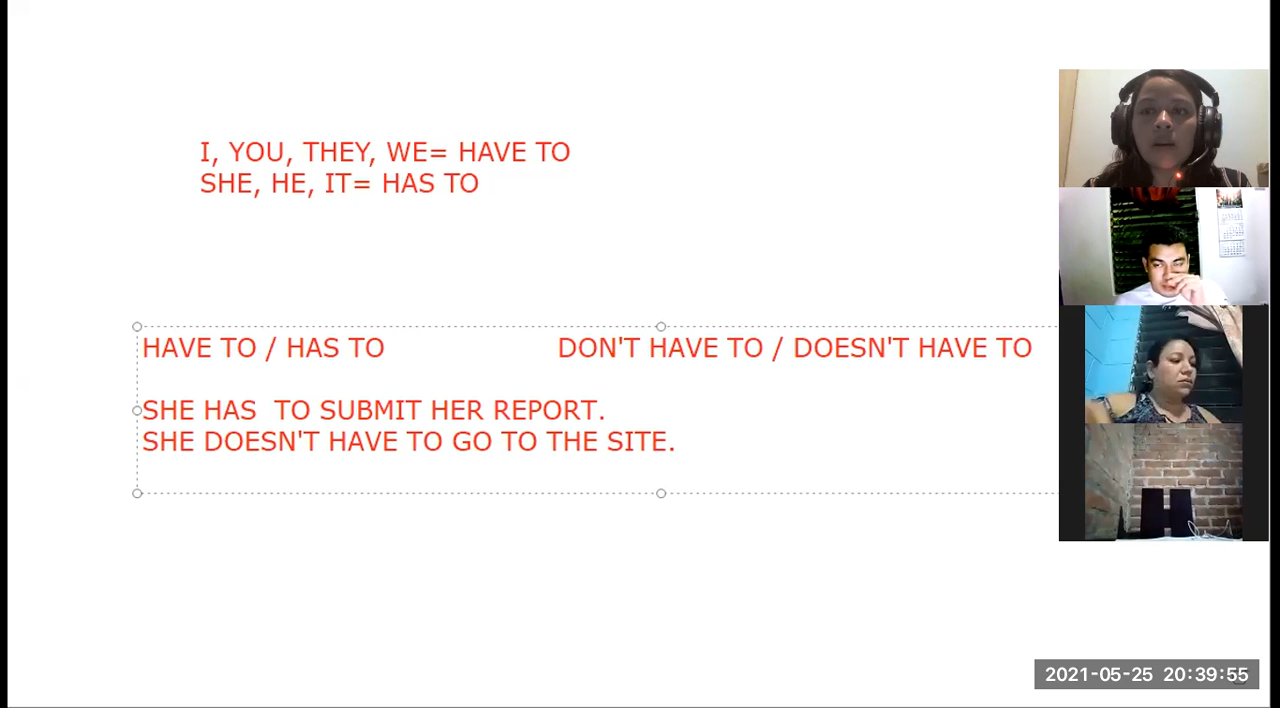 I, YOU, THEY, WE= HAVE TO
SHE, HE, IT= HAS TO
HAVE TO / HAS TO DON'T HAVE TO / DOESN'T HAVE TO
SHE HAS  TO SUBMIT HER REPORT.
SHE DOESN'T HAVE TO GO TO THE SITE.
2021-05-25 20:39:55